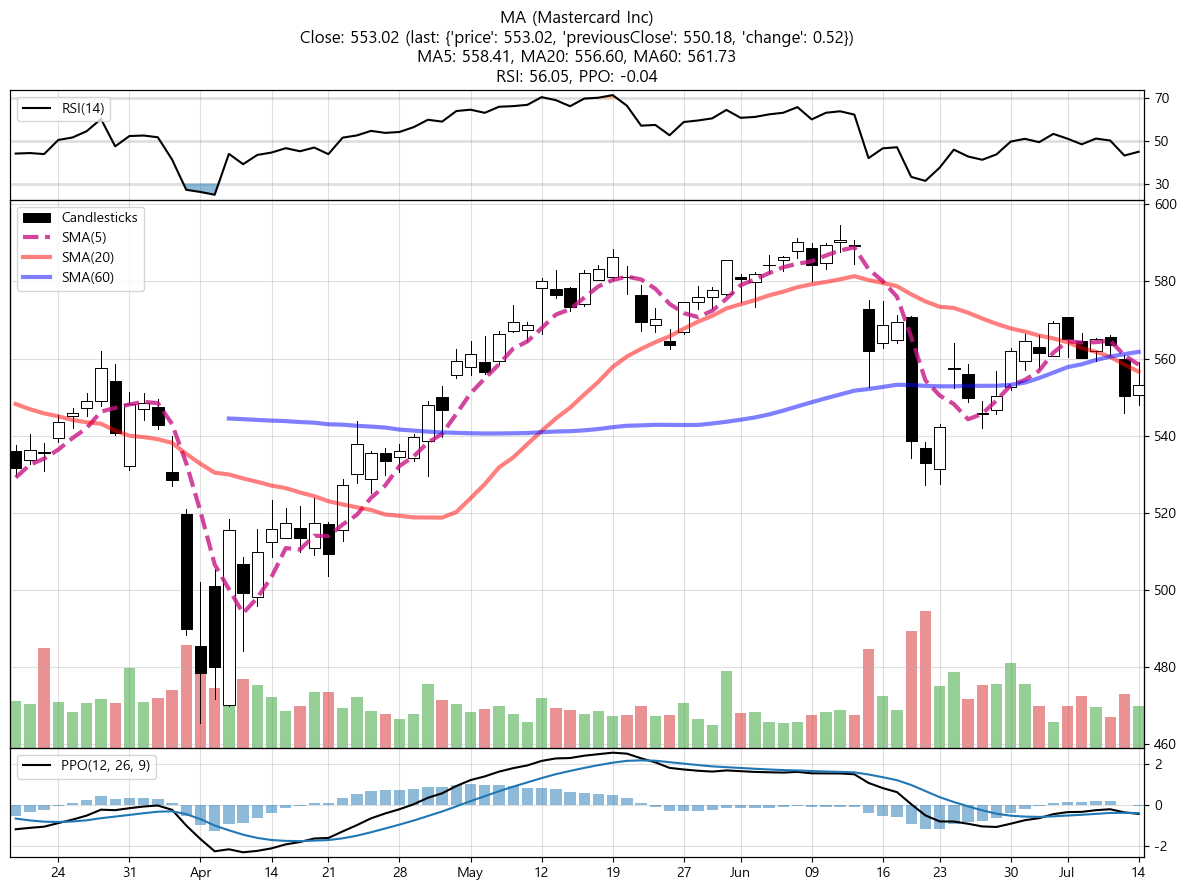 MA (Mastercard Inc)
Close: 553.02 (last: {'price': 553.02, 'previousClose': 550.18, 'change': 0.52})
MA5: 558.41, MA20: 556.60, MA60: 561.73
RSI: 56.05, PPO: -0.04
RSI(14)
70
50
30
Candlesticks
SMA(5)
SMA(20)
SMA(60)
600
580
560
540
520
500
480
460
PPO(12, 26, 9)
2
0
-2
24 31 Apr 14 21 28 May 12 19 27 Jun 09 16 23 30 Jul 14